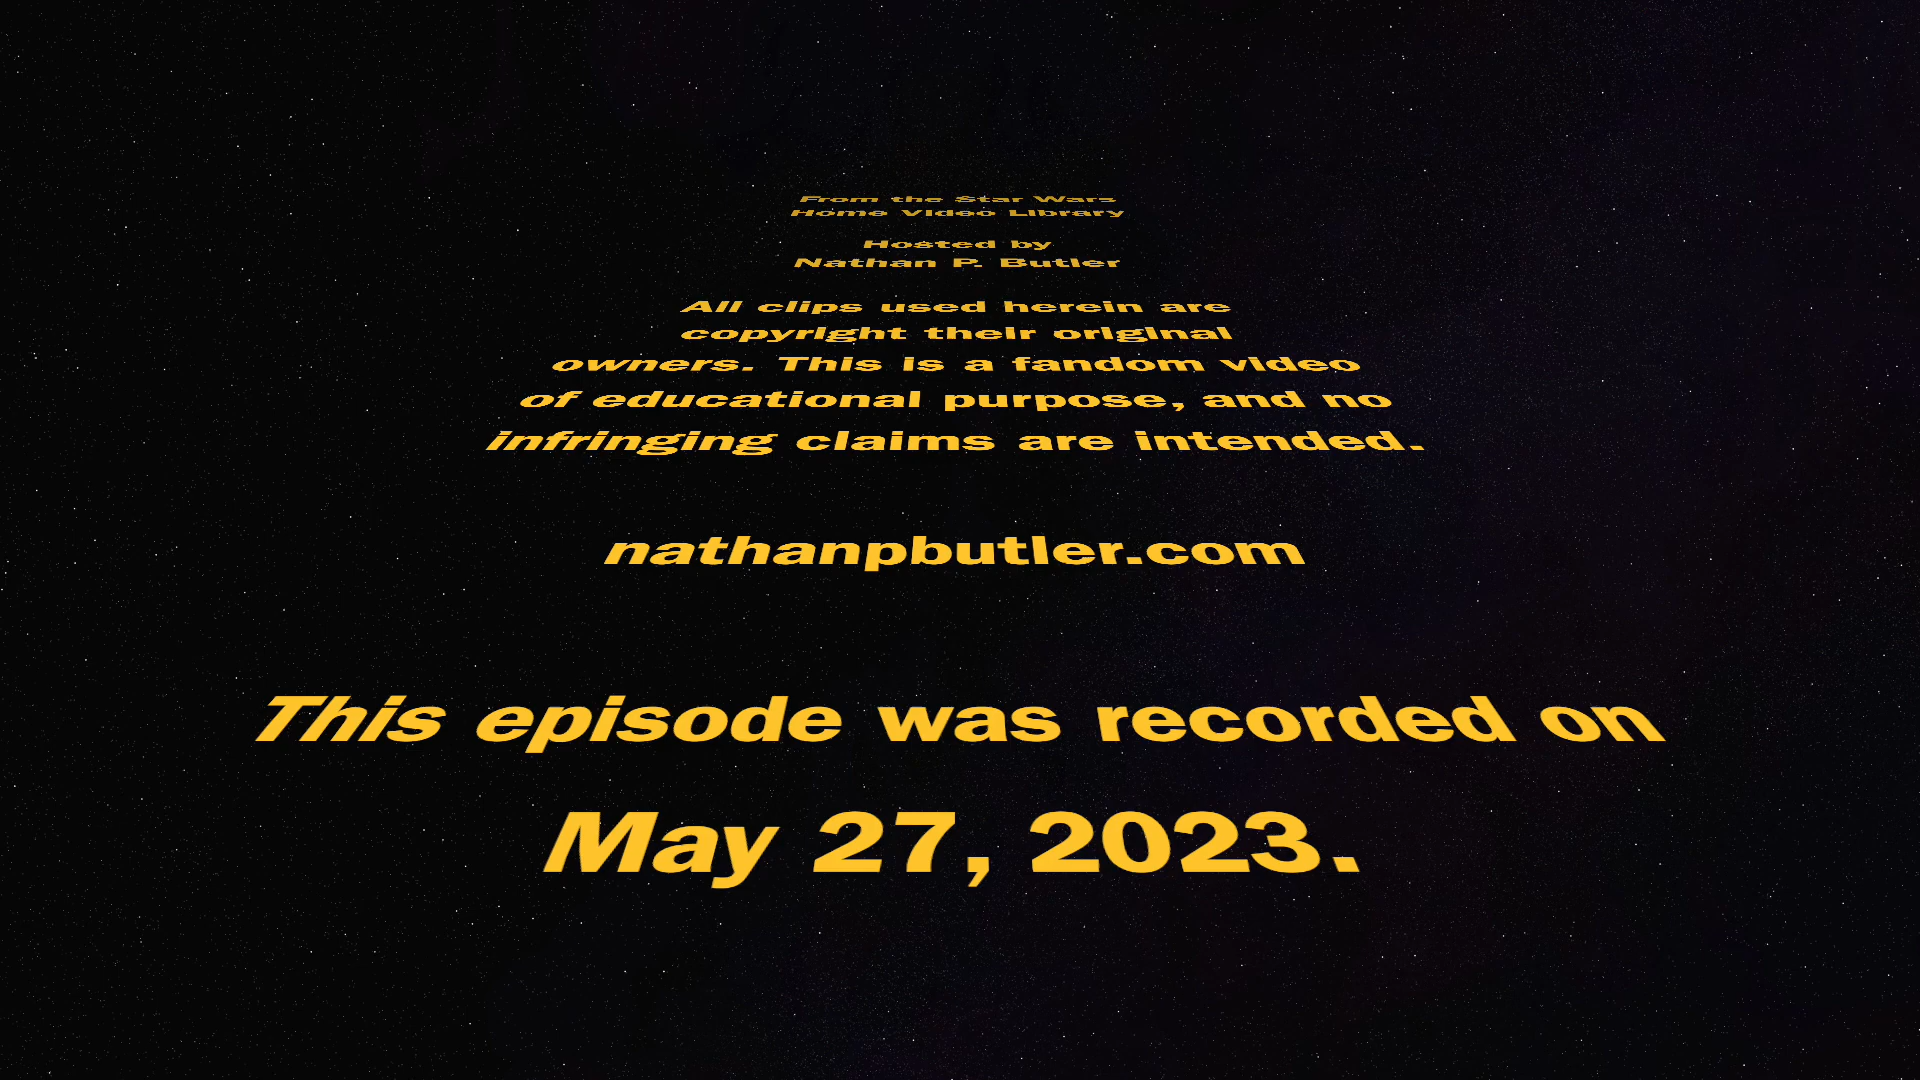 From the Star Wars
Home Video Library
Hosted by
Nathan P. Butler
All clips used herein are
copyright their original
owners. This is a fandom video
of educational purpose, and no
infringing claims are intended.
nathanpbutler.com
This episode was recorded on
May 27, 2023.